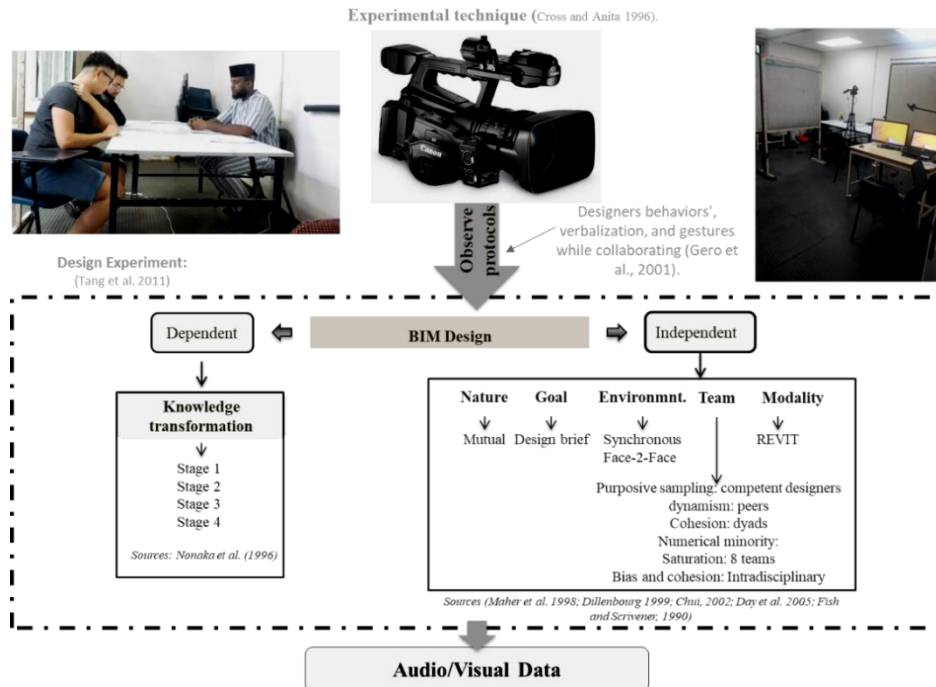 Experimental technique (Cross and Anita 1996).
Canon
Observe
protocols
Designers behaviors',
verbalization, and gestures
while collaborating (Gero et
al., 2001).
Design Experiment:
(Tang et al. 2011)
Dependent
BIM Design
Independent
Knowledge
transformation
Stage 1
Stage 2
Stage 3
Stage 4
Sources: Nonaka et al. (1996)
Nature Goal Environmnt. Team Modality
Mutual Design brief Synchronous REVIT
Face-2-Face
Purposive sampling: competent designers
dynamism: peers
Cohesion: dyads
Numerical minority:
Saturation: 8 teams
Bias and cohesion: Intradisciplinary
Sources (Maher et al. 1998; Dillenbourg 1999; Chui, 2002; Day et al. 2005; Fish
and Scrivener, 1990)
Audio/Visual Data